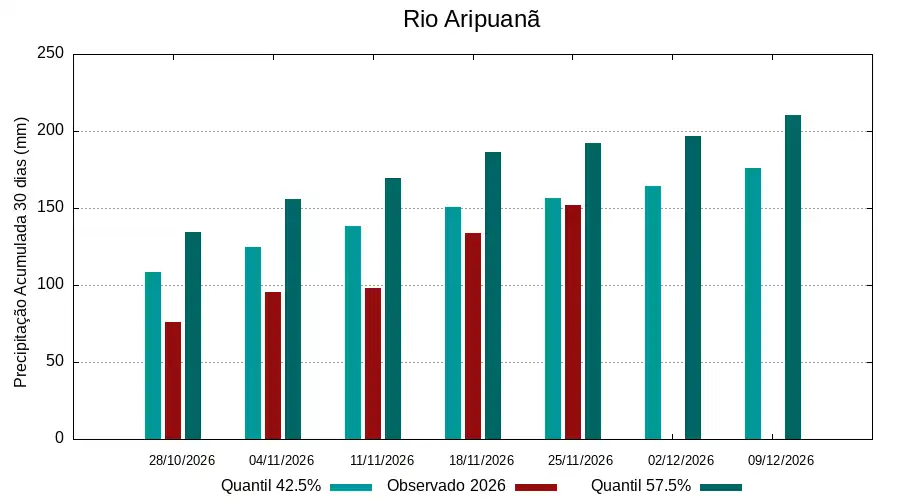 Rio Aripuanã
Precipitação Acumulada 30 dias (mm)
250
200
150
100
50
0
28/10/2026 04/11/2026 11/11/2026 18/11/2026 25/11/2026 02/12/2026 09/12/2026
Quantil 42.5% Observado 2026 Quantil 57.5%